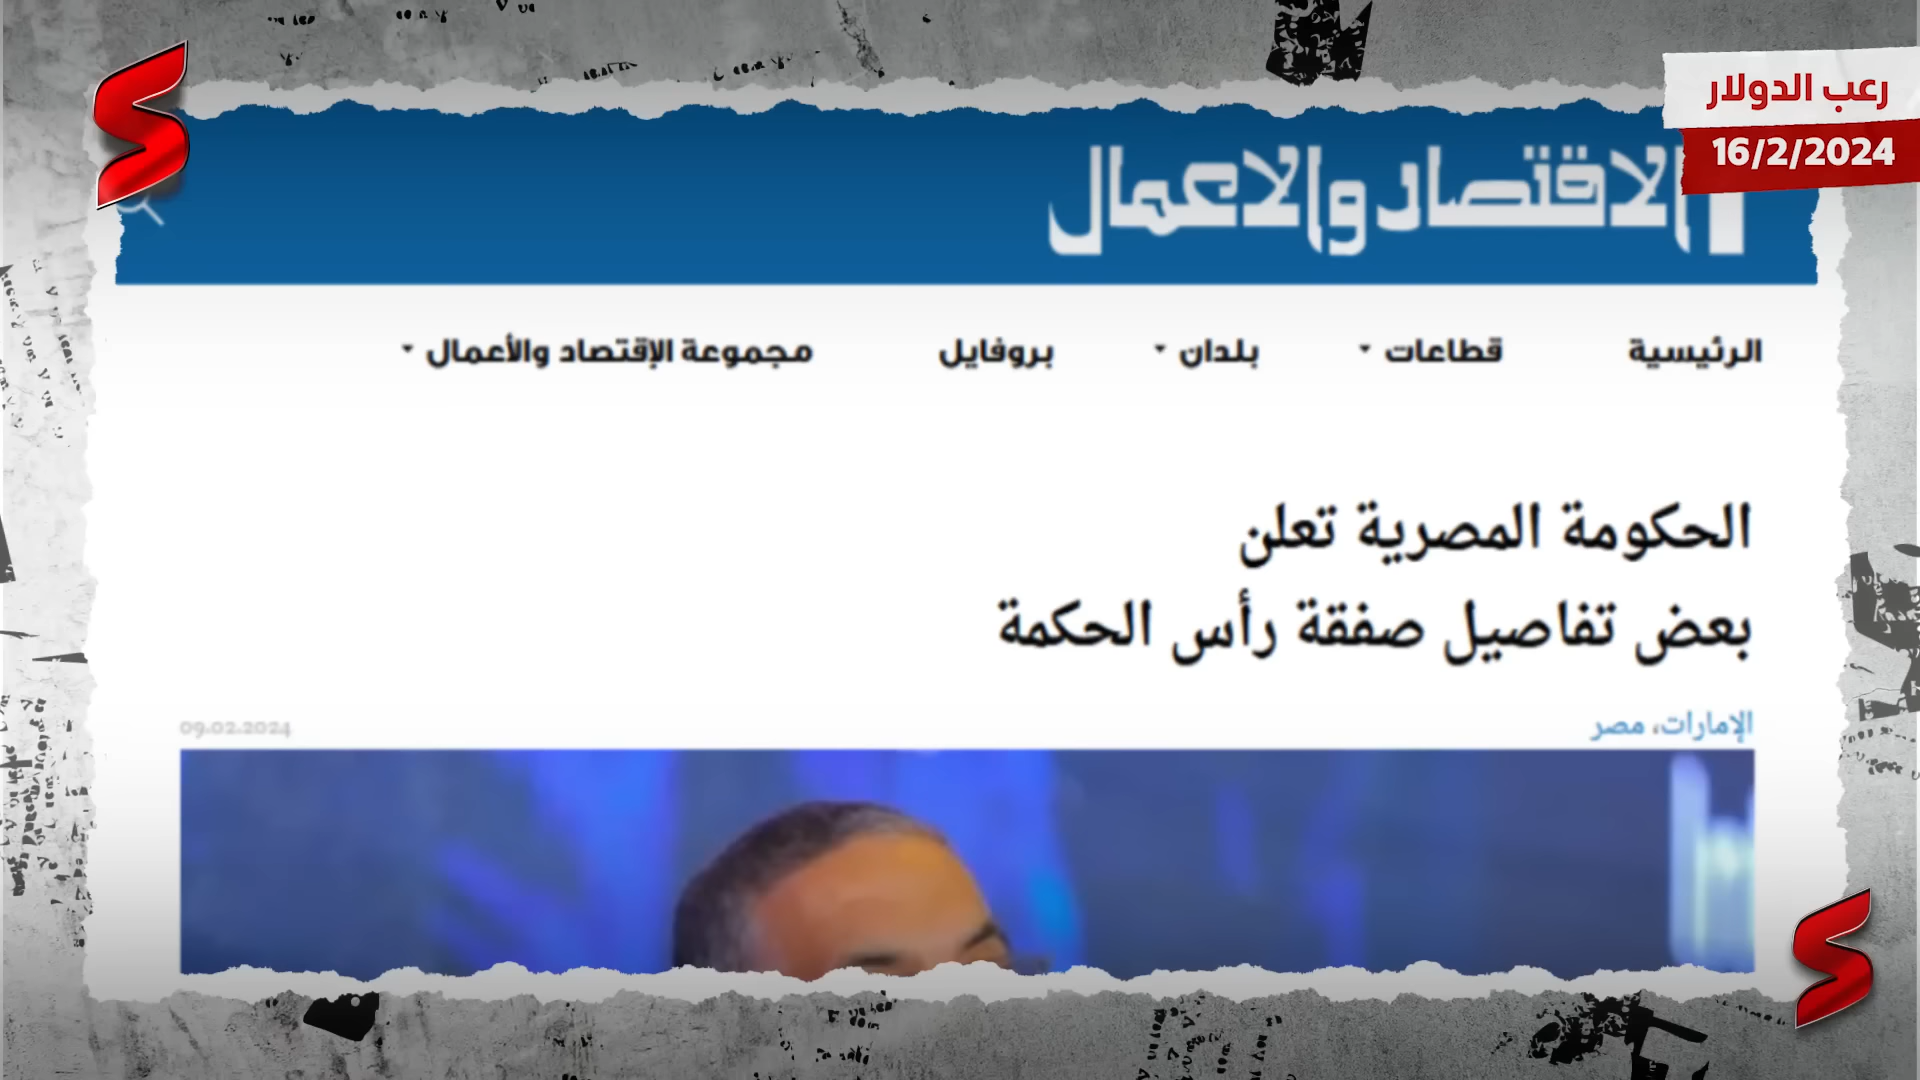 رعب الدولار
16/2/2024
الاقتصاد والاعمال
الرئيسية
قطاعات
بلدان
بروفايل
مجموعة الإقتصاد والأعمال
الحكومة المصرية تعلن
بعض تفاصيل صفقة رأس الحكمة
الإمارات، مصر
09.02.2024